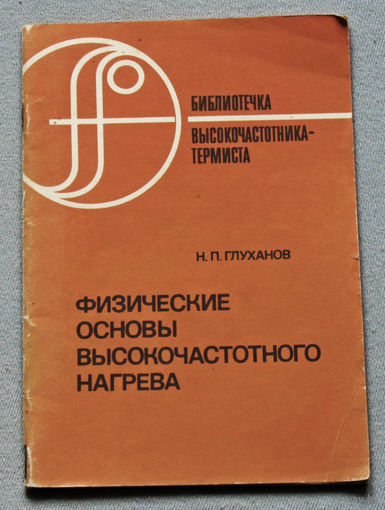 БИБЛИОТЕЧКА
ВЫСОКОЧАСТОТНИКА-
ТЕРМИСТА
Н. П. ГЛУХАНОВ
ФИЗИЧЕСКИЕ
ОСНОВЫ
ВЫСОКОЧАСТОТНОГО
НАГРЕВА